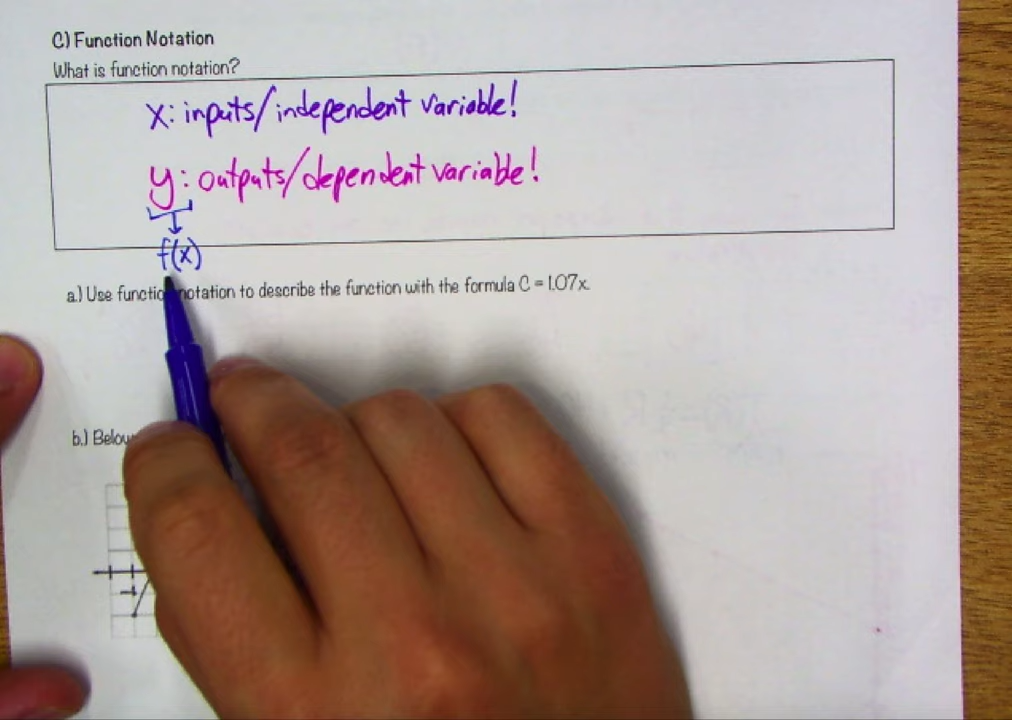 C) Function Notation
What is function notation?
x: inputs/independent variable!
y: outputs/dependent variable!
f(x)
a.) Use function notation to describe the function with the formula C = 1.07x.
b.) Below